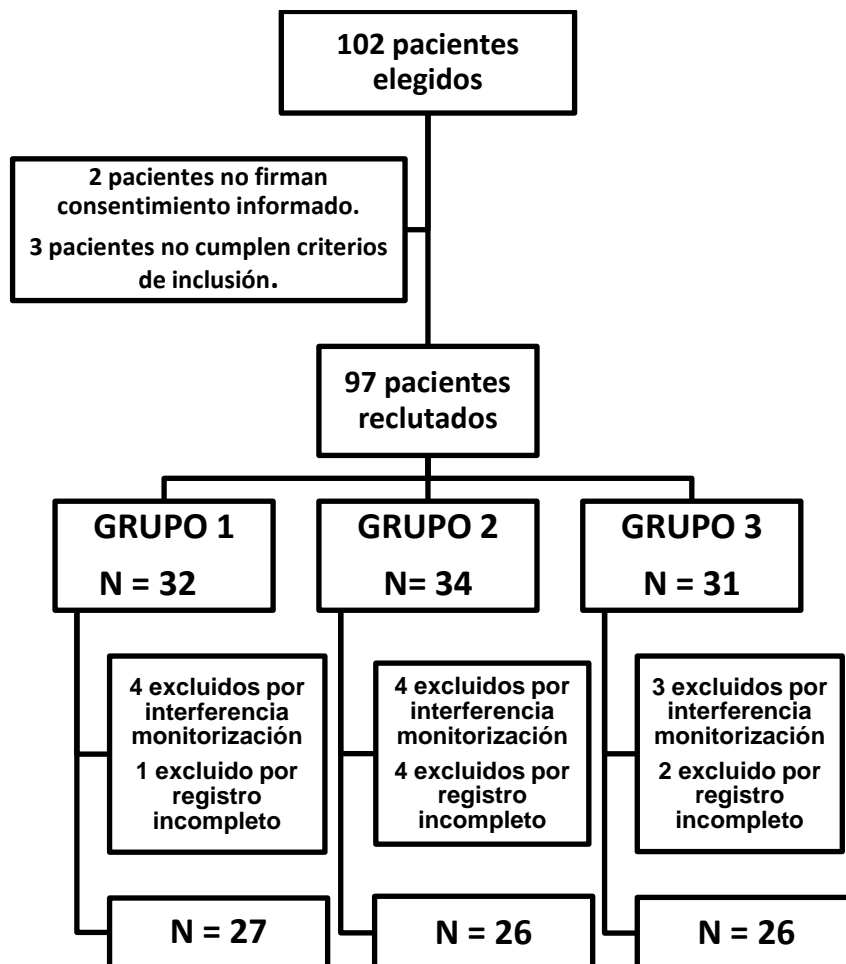 102 pacientes
elegidos
2 pacientes no firman
consentimiento informado.
3 pacientes no cumplen criterios
de inclusión.
97 pacientes
reclutados
GRUPO 1
N = 32
GRUPO 2
N= 34
GRUPO 3
N = 31
4 excluidos por
interferencia
monitorización
1 excluido por
registro
incompleto
4 excluidos por
interferencia
monitorización
4 excluidos por
registro
incompleto
3 excluidos por
interferencia
monitorización
2 excluido por
registro
incompleto
N = 27
N = 26
N = 26